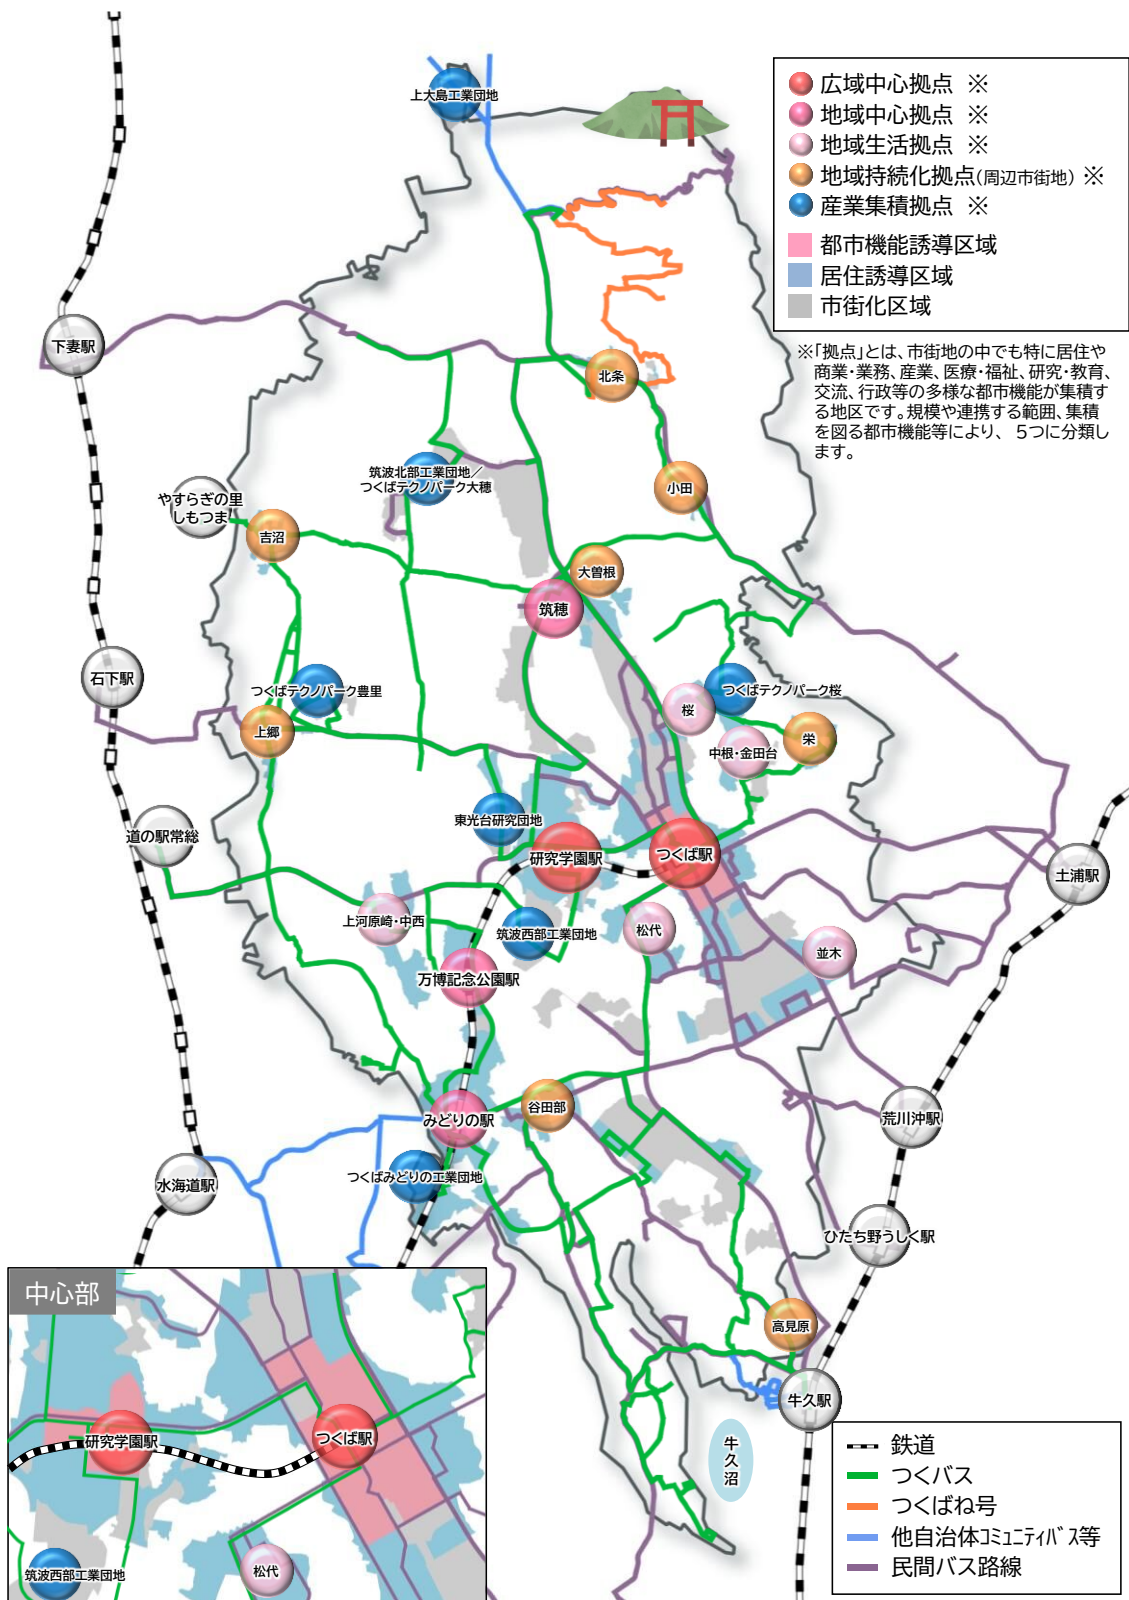 広域中心拠点 ※
地域中心拠点 ※
地域生活拠点 ※
地域持続化拠点(周辺市街地) ※
産業集積拠点 ※
都市機能誘導区域
居住誘導区域
市街化区域
※「拠点」とは、市街地の中でも特に居住や
商業・業務、産業、医療・福祉、研究・教育、
交流、行政等の多様な都市機能が集積す
る地区です。規模や連携する範囲、集積
を図る都市機能等により、 5つに分類し
ます。
上大島工業団地
下妻駅
北条
筑波北部工業団地／
つくばテクノパーク大穂
小田
やすらぎの里
しもつま
吉沼
大曽根
筑穂
石下駅
つくばテクノパーク豊里
つくばテクノパーク桜
桜
上郷
中根・金田台
栄
東光台研究団地
道の駅常総
研究学園駅
つくば駅
土浦駅
上河原崎・中西
筑波西部工業団地
松代
並木
万博記念公園駅
みどりの駅
谷田部
荒川沖駅
水海道駅
つくばみどりの工業団地
ひたち野うしく駅
高見原
牛久駅
牛久沼
中心部
研究学園駅
つくば駅
筑波西部工業団地
松代
鉄道
つくバス
つくばね号
他自治体コミュニティバス等
民間バス路線